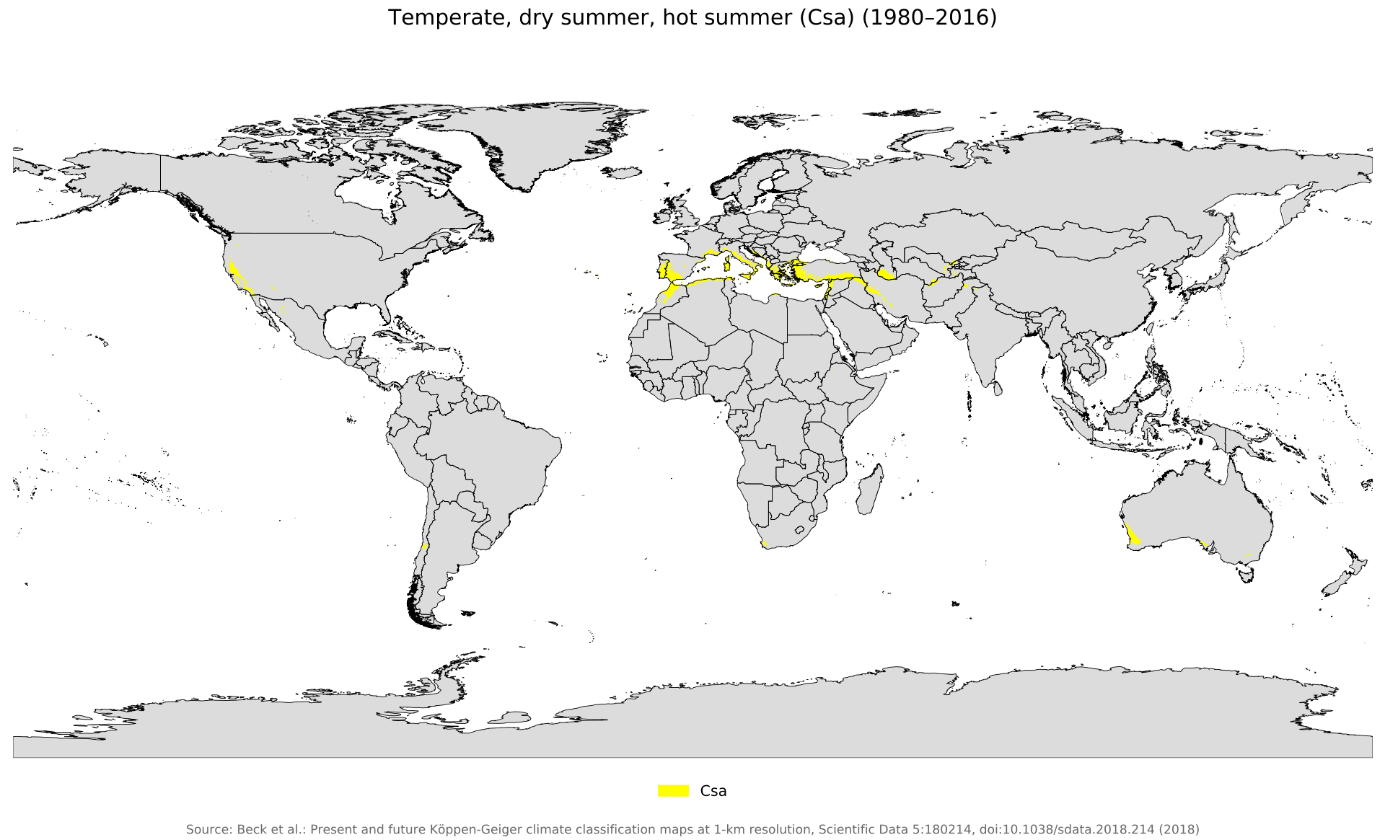 Temperate, dry summer, hot summer (Csa) (1980–2016)
Csa
Source: Beck et al.: Present and future Köppen-Geiger climate classification maps at 1-km resolution, Scientific Data 5:180214, doi:10.1038/sdata.2018.214 (2018)